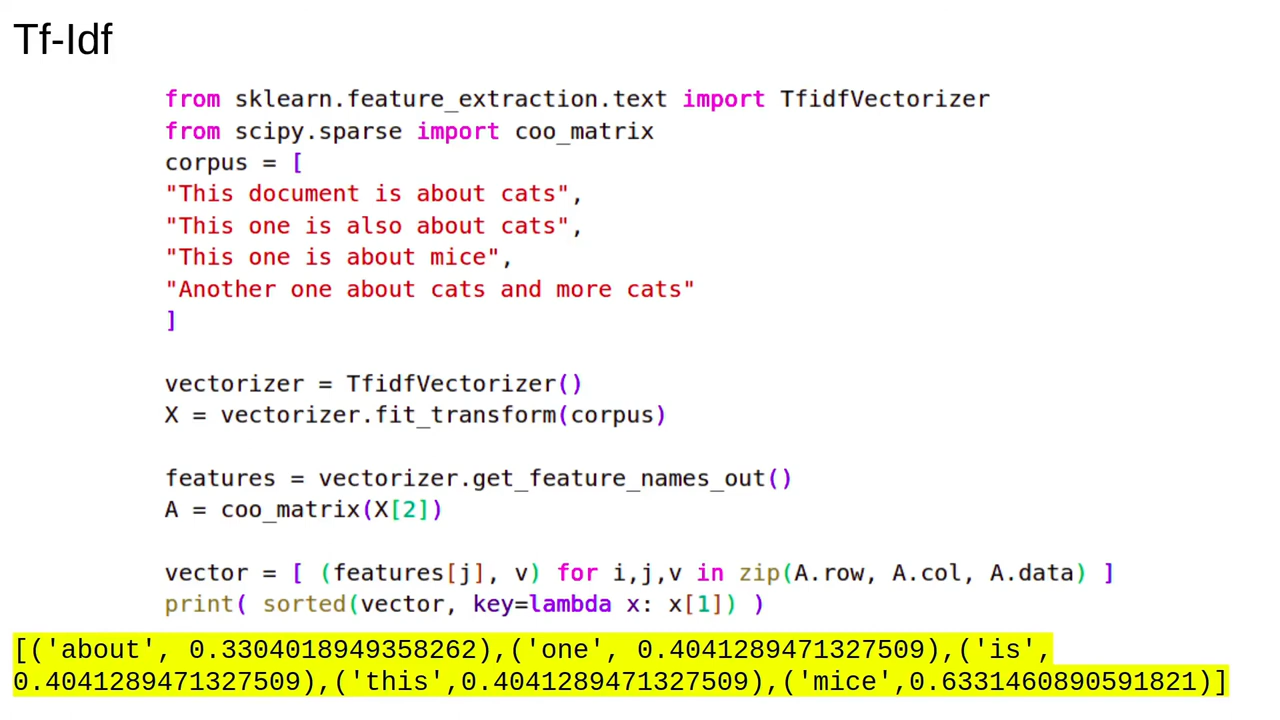 Tf-Idf
from sklearn.feature_extraction.text import TfidfVectorizer
from scipy.sparse import coo_matrix
corpus = [
"This document is about cats",
"This one is also about cats",
"This one is about mice",
"Another one about cats and more cats"
]
vectorizer = TfidfVectorizer()
X = vectorizer.fit_transform(corpus)
features = vectorizer.get_feature_names_out()
A = coo_matrix(X[2])
vector = [ (features[j], v) for i,j,v in zip(A.row, A.col, A.data) ]
print( sorted(vector, key=lambda x: x[1]) )
[('about', 0.3304018949358262),('one', 0.4041289471327509),('is',
0.4041289471327509),('this',0.4041289471327509),('mice',0.6331460890591821)]